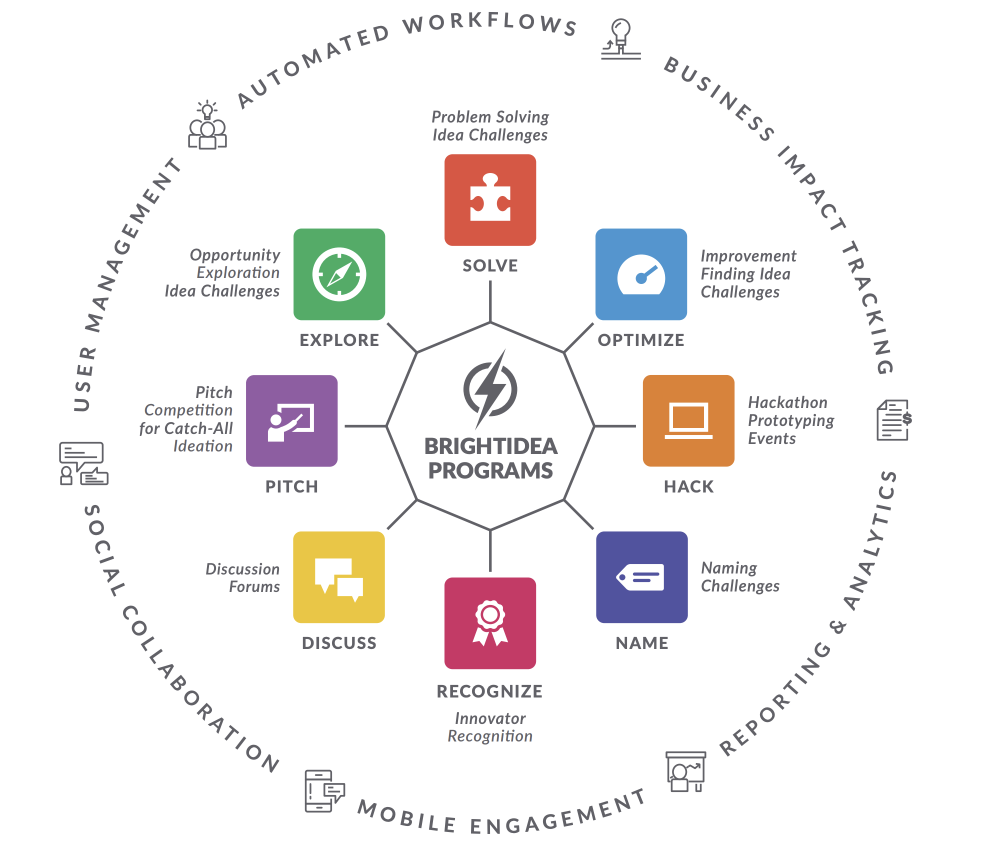 AUTOMATED WORKFLOWS
BUSINESS IMPACT TRACKING
REPORTING & ANALYTICS
MOBILE ENGAGEMENT
SOCIAL COLLABORATION
USER MANAGEMENT
Problem Solving
Idea Challenges
SOLVE
Improvement
Finding Idea
Challenges
OPTIMIZE
Hackathon
Prototyping
Events
HACK
Naming
Challenges
NAME
RECOGNIZE
Innovator
Recognition
Discussion
Forums
DISCUSS
Pitch
Competition
for Catch-All
Ideation
PITCH
Opportunity
Exploration
Idea Challenges
EXPLORE
BRIGHTIDEA
PROGRAMS
$